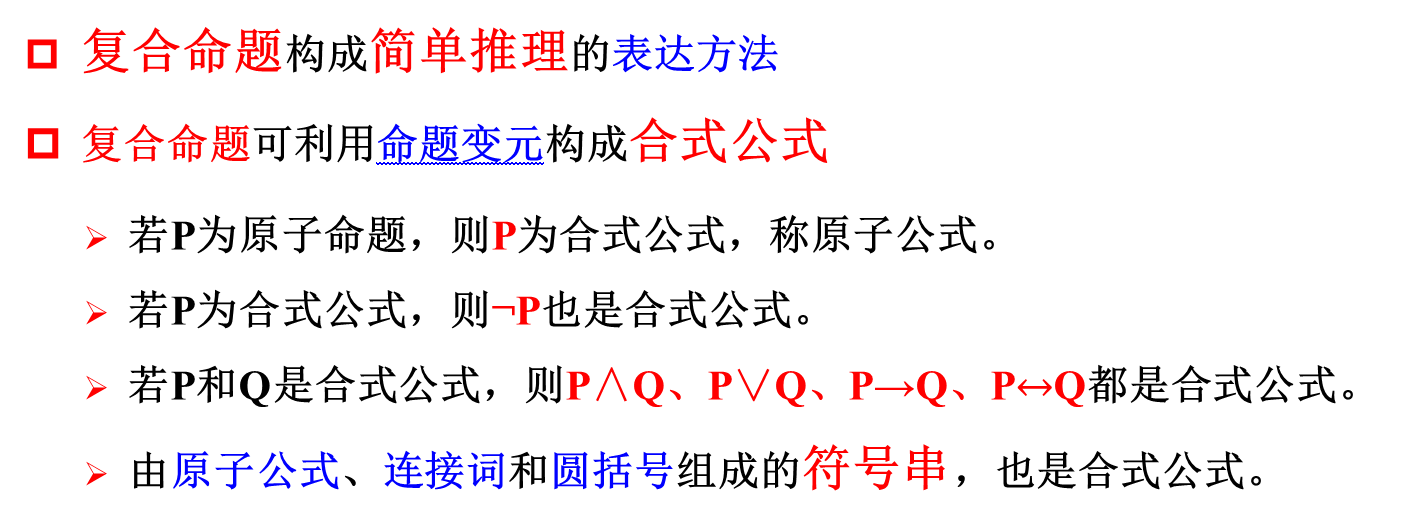 复合命题构成简单推理的表达方法
复合命题可利用命题变元构成合式公式
若P为原子命题，则P为合式公式，称原子公式。
若P为合式公式，则¬P也是合式公式。
若P和Q是合式公式，则P∧Q、P∨Q、P→Q、P↔Q都是合式公式。
由原子公式、连接词和圆括号组成的符号串，也是合式公式。